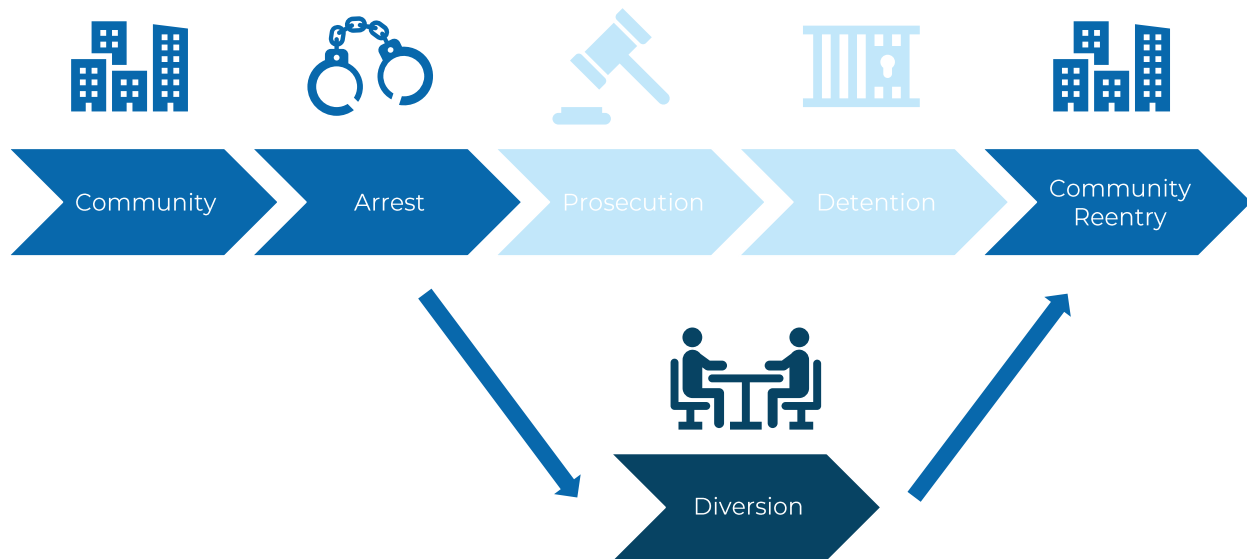 Community
Arrest
Prosecution
Detention
Community
Reentry
Diversion